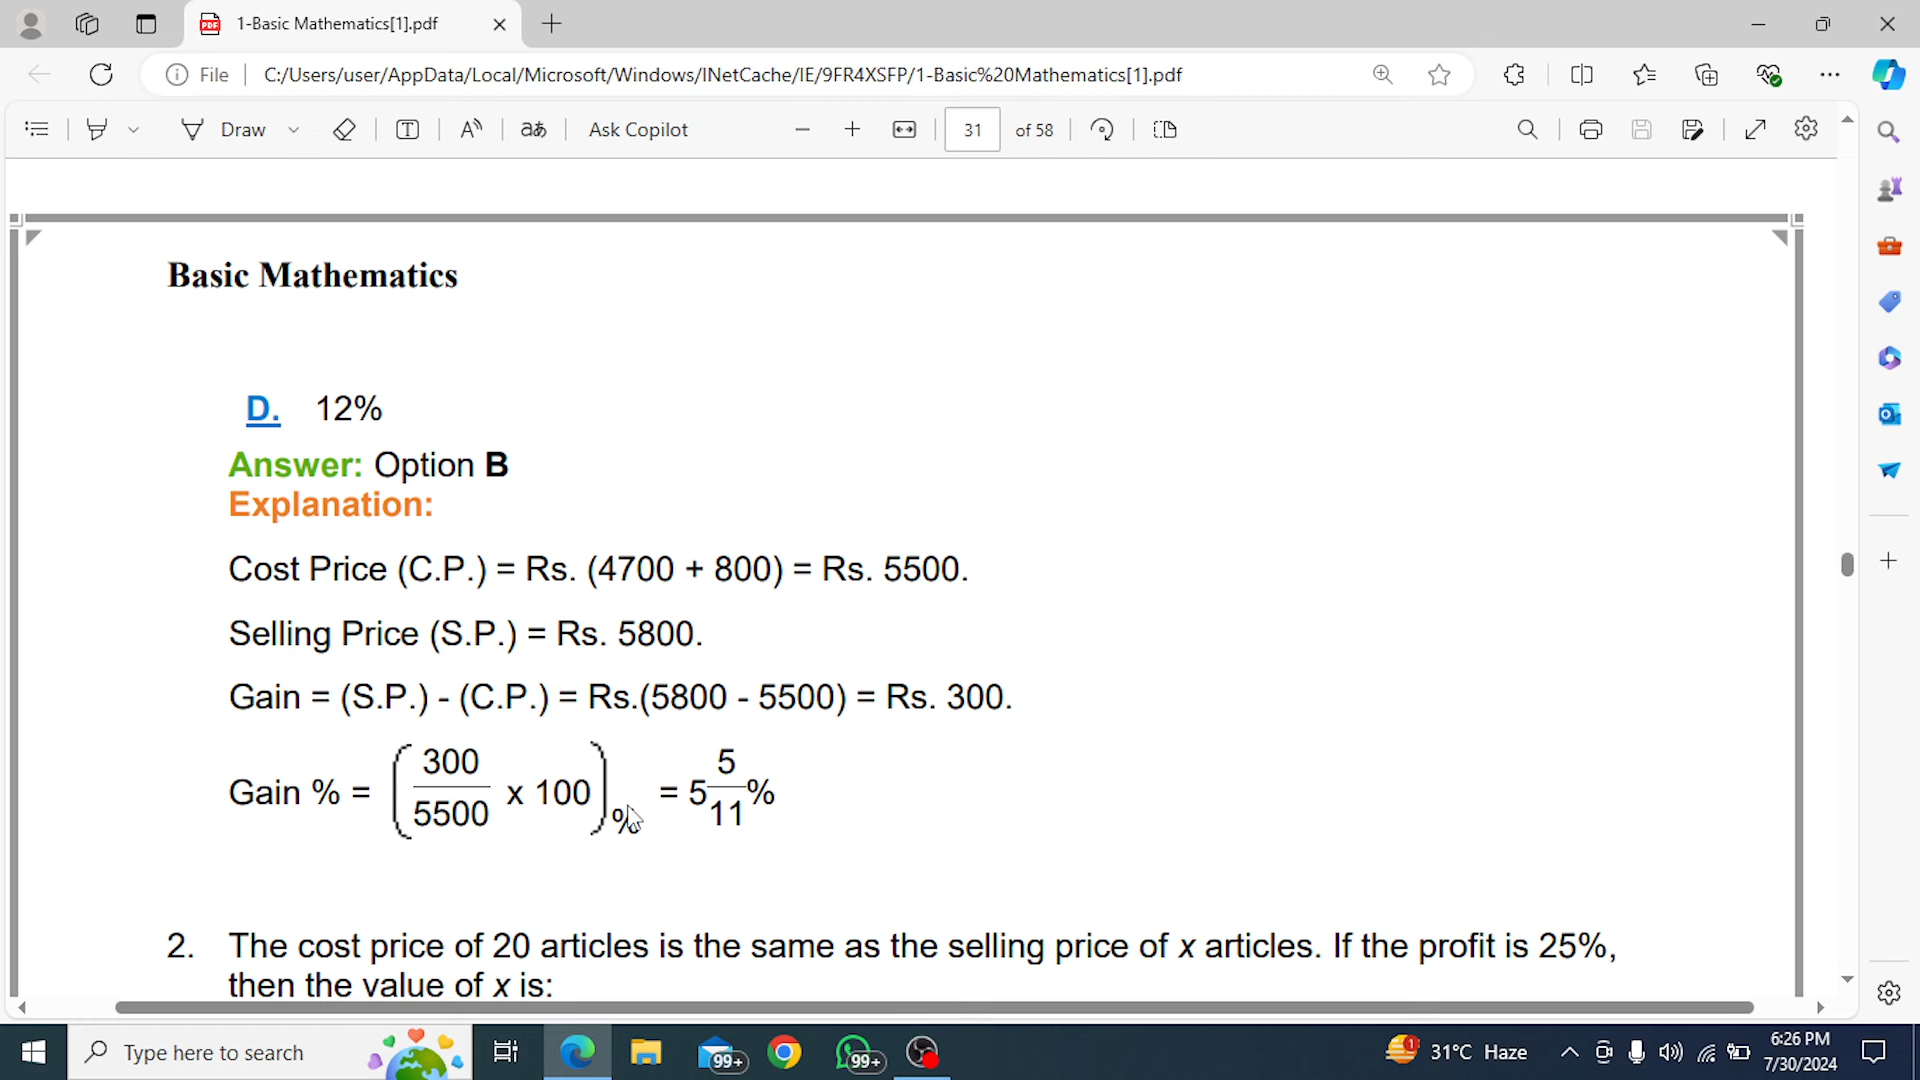 1-Basic Mathematics[1].pdf
File C:/Users/user/AppData/Local/Microsoft/Windows/INetCache/IE/9FR4XSFP/1-Basic%20Mathematics[1].pdf
Draw Ask Copilot 31 of 58
Basic Mathematics
D. 12%
Answer: Option B
Explanation:
Cost Price (C.P.) = Rs. (4700 + 800) = Rs. 5500.
Selling Price (S.P.) = Rs. 5800.
Gain = (S.P.) - (C.P.) = Rs.(5800 - 5500) = Rs. 300.
Gain % = (300/5500 x 100)% = 5 5/11%
2. The cost price of 20 articles is the same as the selling price of x articles. If the profit is 25%,
then the value of x is:
Type here to search 99+ 99+ 1 31°C Haze 6:26 PM
7/30/2024